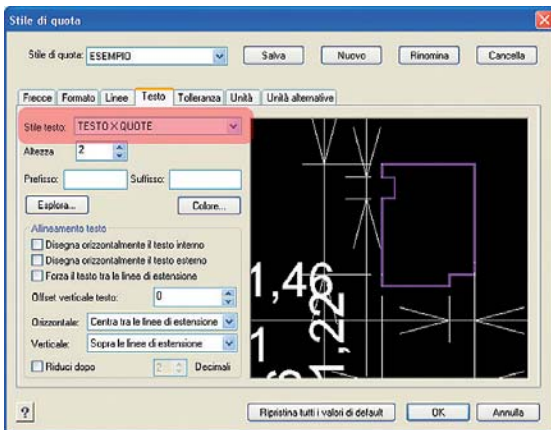 Stile di quota
Stile di quota: ESEMPIO Salva Nuovo Rinomina Cancella
Frecce Formato Linee Testo Tolleranza Unità Unità alternative
Stile testo: TESTO X QUOTE
Altezza 2
Prefisso: Suffisso:
Esplora... Colore...
Allineamento testo
Disegna orizzontalmente il testo interno
Disegna orizzontalmente il testo esterno
Forza il testo tra le linee di estensione
Offset verticale testo: 0
Orizzontale: Centra tra le linee di estensione
Verticale: Sopra le linee di estensione
Riduci dopo 2 Decimali
1,46
1,22
1
? Ripristina tutti i valori di default OK Annulla